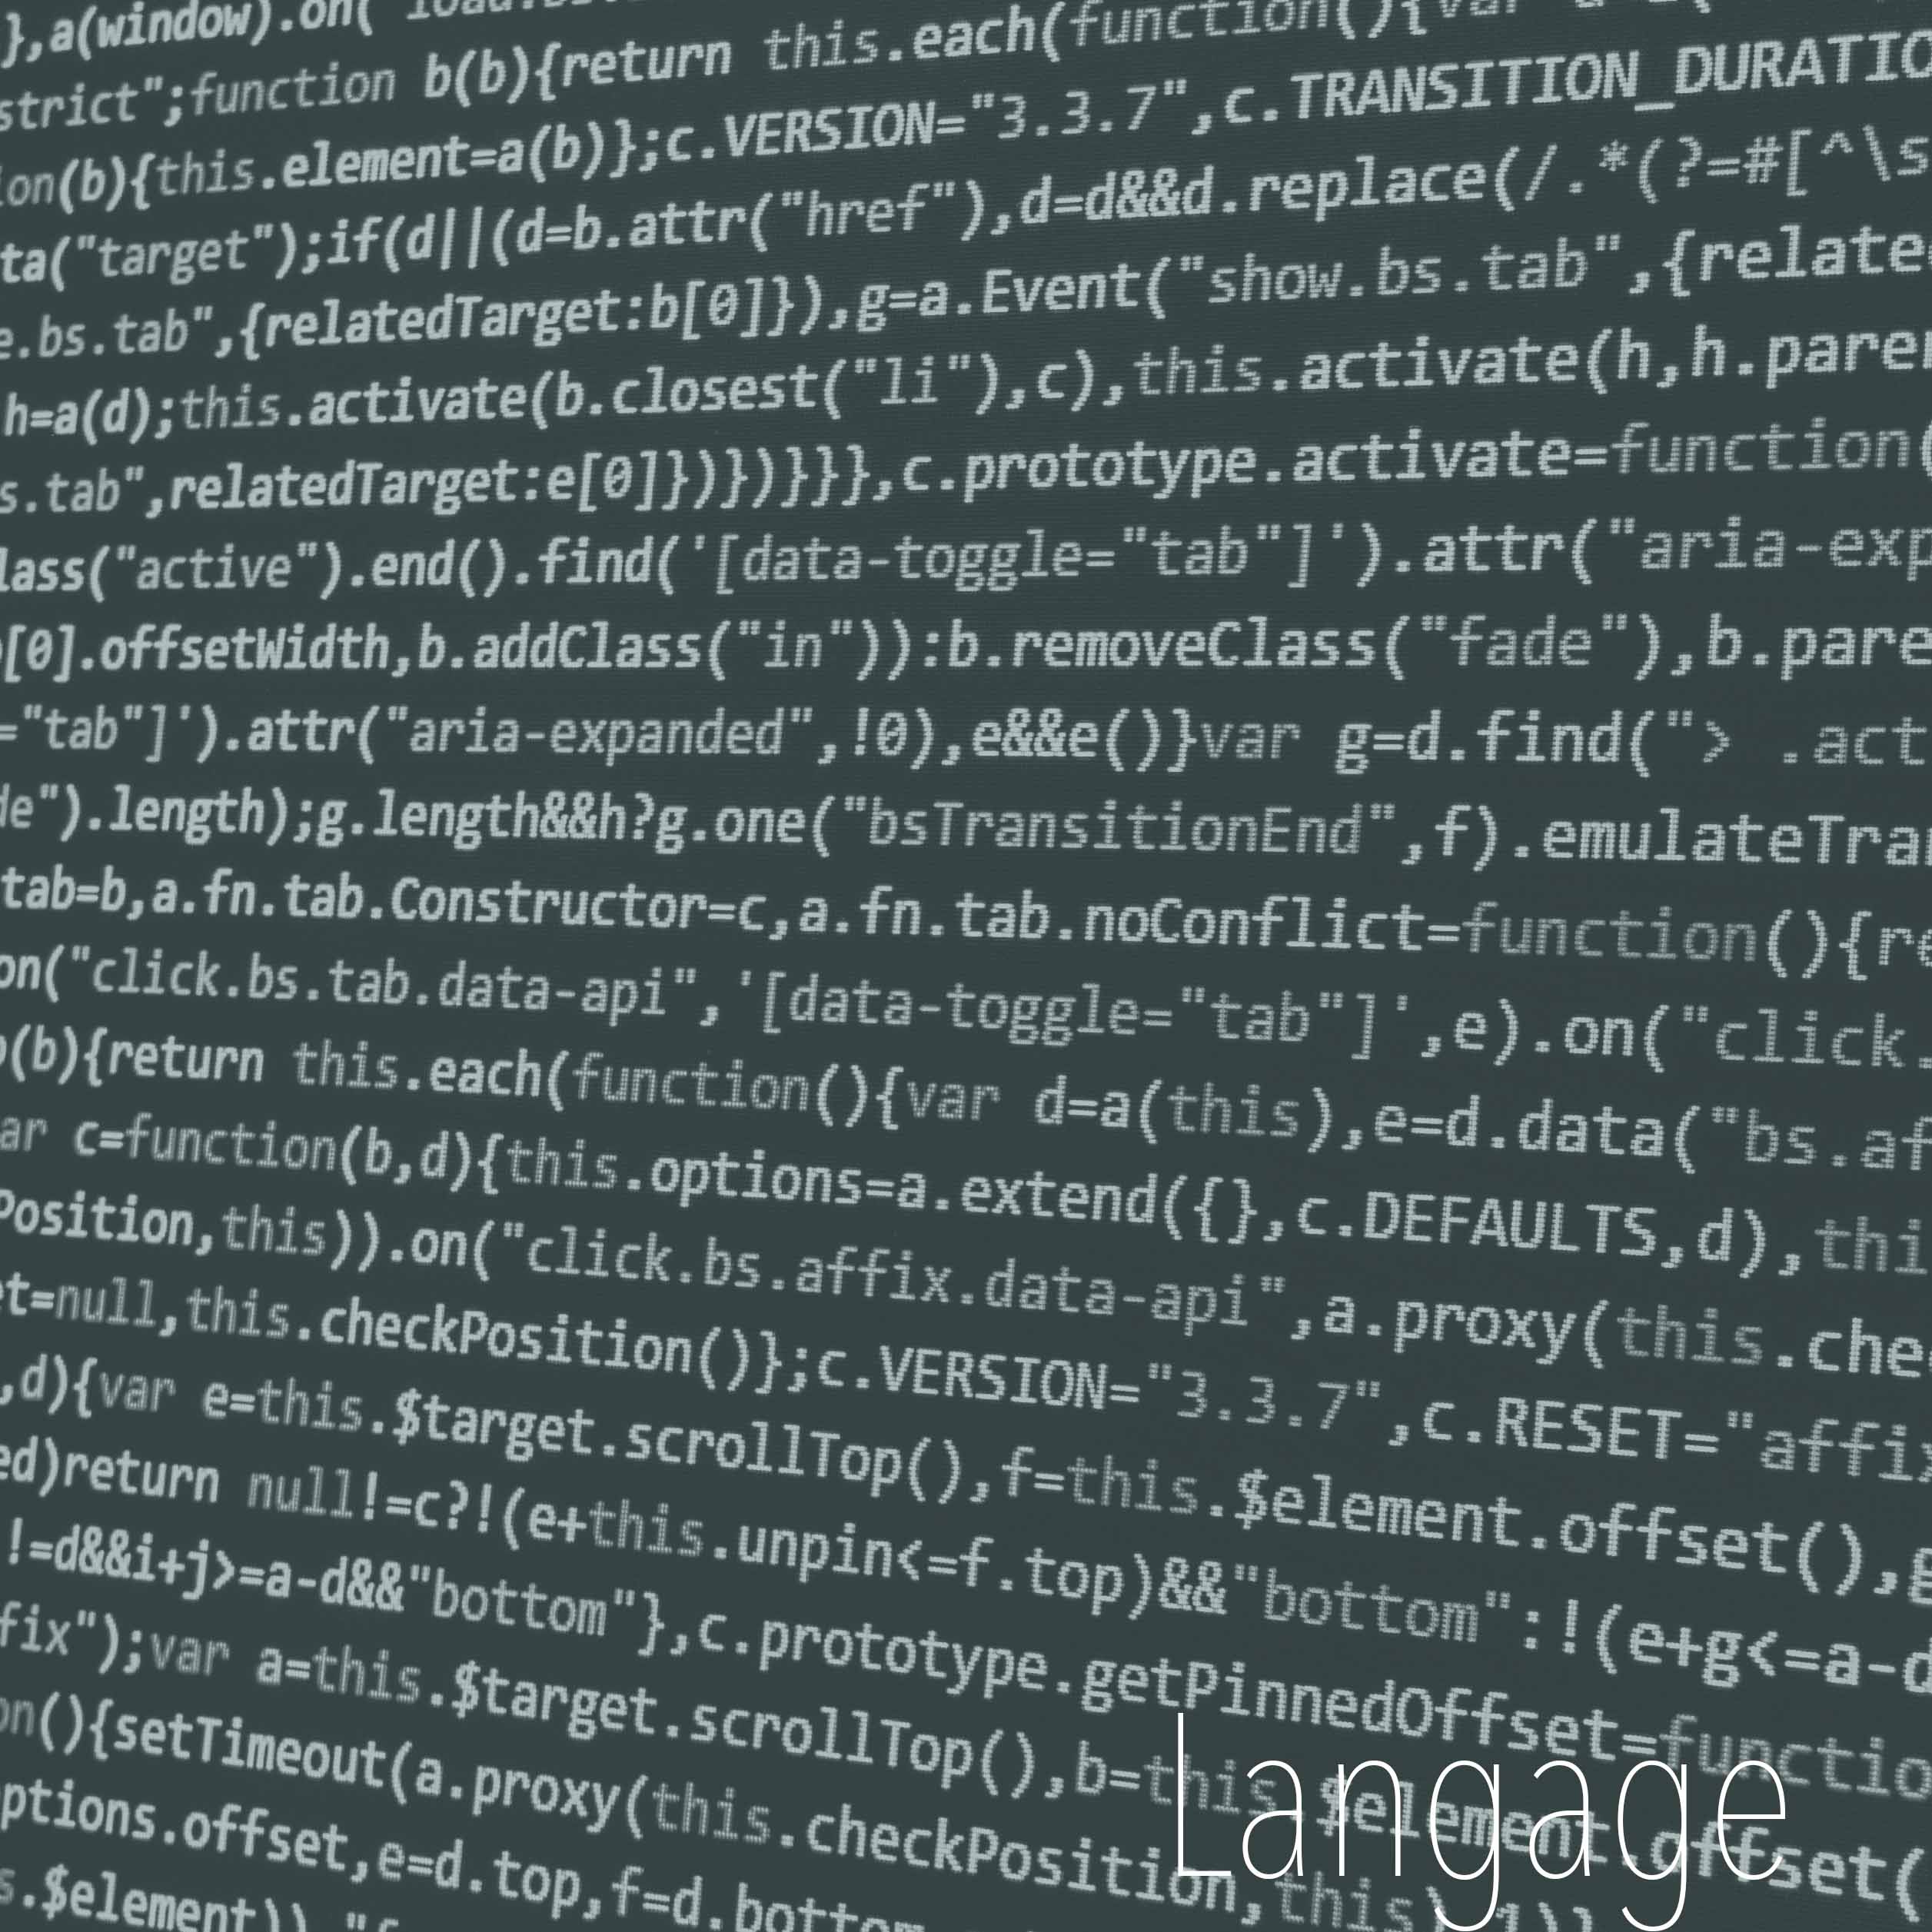 },a(window).on(
strict";function b(b){return this.each(function(){var
ion(b){this.element=a(b)};c.VERSION="3.3.7",c.TRANSITION_DURATIO
ta("target");if(d||(d=b.attr("href"),d=d&&d.replace(/.*(?=#[^\s
e.bs.tab",{relatedTarget:b[0]}),g=a.Event("show.bs.tab",{related
h=a(d);this.activate(b.closest("li"),c),this.activate(h,h.paren
s.tab",relatedTarget:e[0]})})}}},c.prototype.activate=function(
lass("active").end().find('[data-toggle="tab"]').attr("aria-exp
[0].offsetWidth,b.addClass("in")):b.removeClass("fade"),b.pare
="tab"]').attr("aria-expanded",!0),e&&e()}var g=d.find("> .act
de").length);g.length&&h?g.one("bsTransitionEnd",f).emulateTran
tab=b,a.fn.tab.Constructor=c,a.fn.tab.noConflict=function(){re
on("click.bs.tab.data-api",'[data-toggle="tab"]',e).on("click.
b(b){return this.each(function(){var d=a(this),e=d.data("bs.af
ar c=function(b,d){this.options=a.extend({},c.DEFAULTS,d),thi
Position,this)).on("click.bs.affix.data-api",a.proxy(this.che
et=null,this.checkPosition()};c.VERSION="3.3.7",c.RESET="affix
,d){var e=this.$target.scrollTop(),f=this.$element.offset(),g
ed)return null!=c?!(e+this.unpin<=f.top)&&"bottom":!(e+g<=a-d
!=d&&i+j>=a-d&&"bottom"},c.prototype.getPinnedOffset=functio
fix");var a=this.$target.scrollTop(),b=this.$element.offset(
on(){setTimeout(a.proxy(this.checkPosition,this),1)}
ptions.offset,e=d.top,f=d.bottom
s.$element)),"f
Langage